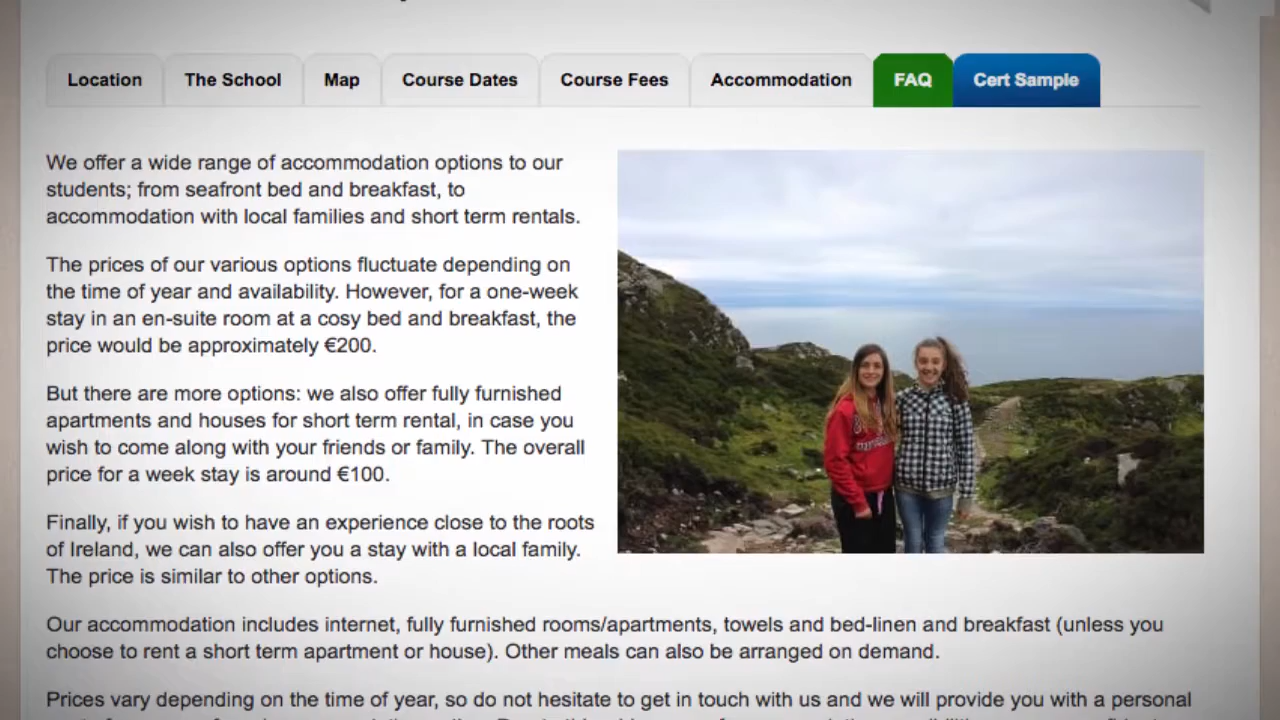 Location The School Map Course Dates Course Fees Accommodation FAQ Cert Sample
We offer a wide range of accommodation options to our
students; from seafront bed and breakfast, to
accommodation with local families and short term rentals.
The prices of our various options fluctuate depending on
the time of year and availability. However, for a one-week
stay in an en-suite room at a cosy bed and breakfast, the
price would be approximately €200.
But there are more options: we also offer fully furnished
apartments and houses for short term rental, in case you
wish to come along with your friends or family. The overall
price for a week stay is around €100.
Finally, if you wish to have an experience close to the roots
of Ireland, we can also offer you a stay with a local family.
The price is similar to other options.
Our accommodation includes internet, fully furnished rooms/apartments, towels and bed-linen and breakfast (unless you
choose to rent a short term apartment or house). Other meals can also be arranged on demand.
Prices vary depending on the time of year, so do not hesitate to get in touch with us and we will provide you with a personal